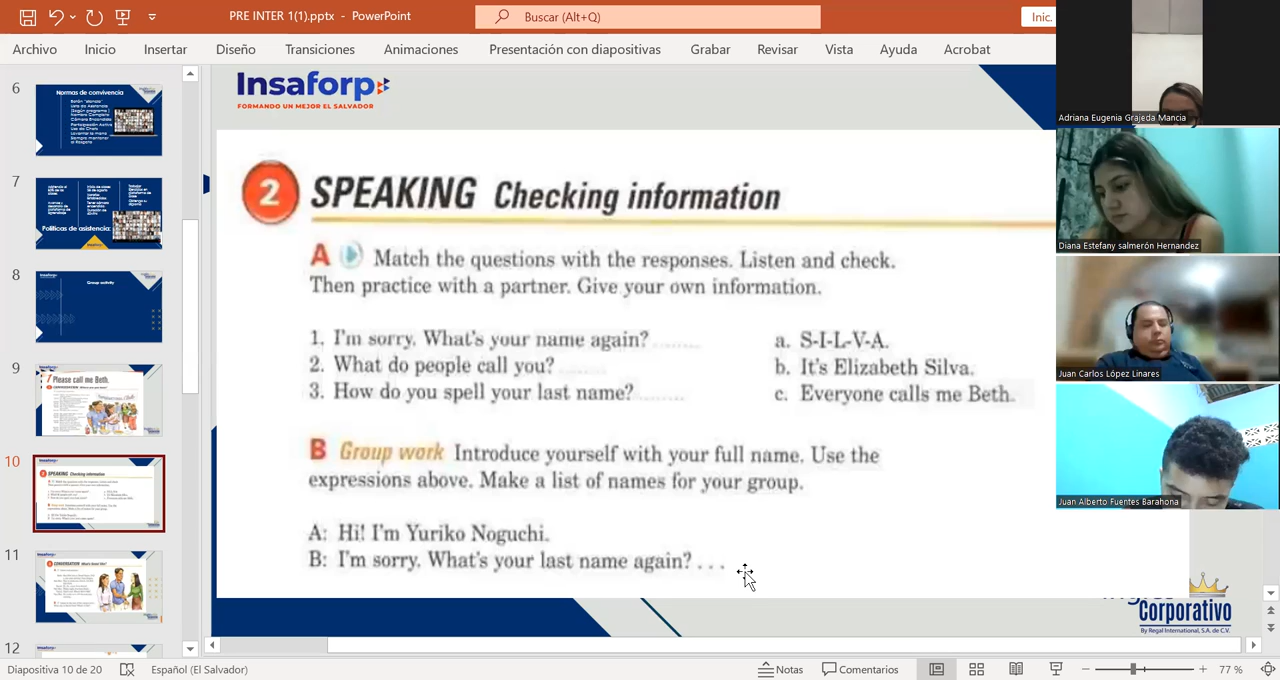 PRE INTER 1(1).pptx - PowerPoint
Buscar (Alt+Q)
Inic.
Archivo Inicio Insertar Diseño Transiciones Animaciones Presentación con diapositivas Grabar Revisar Vista Ayuda Acrobat
6
Normas de convivencia
7
Políticas de asistencia:
8
Group activity
9
1 Please call me Beth.
10
2 SPEAKING Checking information
11
CONVERSATION
12
Insaforp
FORMANDO UN MEJOR EL SALVADOR
2 SPEAKING Checking information
A Match the questions with the responses. Listen and check.
Then practice with a partner. Give your own information.
1. I'm sorry. What's your name again? ........
2. What do people call you? ........
3. How do you spell your last name? ........
a. S-I-L-V-A.
b. It's Elizabeth Silva.
c. Everyone calls me Beth.
B Group work Introduce yourself with your full name. Use the
expressions above. Make a list of names for your group.
A: Hi! I'm Yuriko Noguchi.
B: I'm sorry. What's your last name again? . . .
Corporativo
By Regal International, S.A. de C.V.
Adriana Eugenia Grajeda Mancia
Diana Estefany salmerón Hernandez
Juan Carlos López Linares
Juan Alberto Fuentes Barahona
Diapositiva 10 de 20 Español (El Salvador) Notas Comentarios 77 %